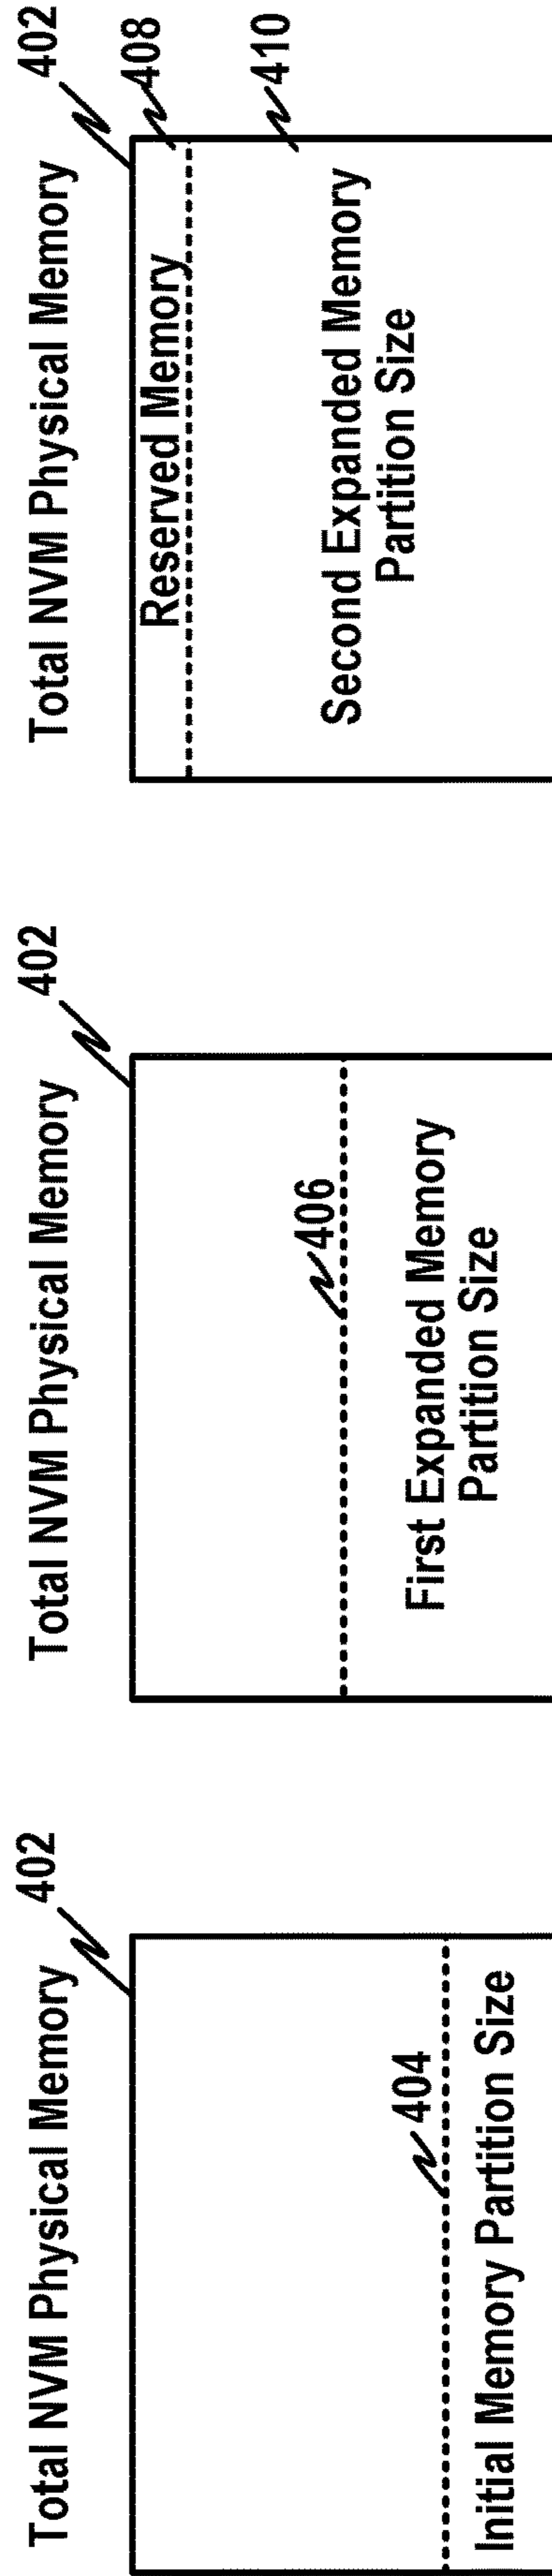 Total NVM Physical Memory
402
404
Initial Memory Partition Size
Total NVM Physical Memory
402
406
First Expanded Memory
Partition Size
Total NVM Physical Memory
402
Reserved Memory
408
410
Second Expanded Memory
Partition Size